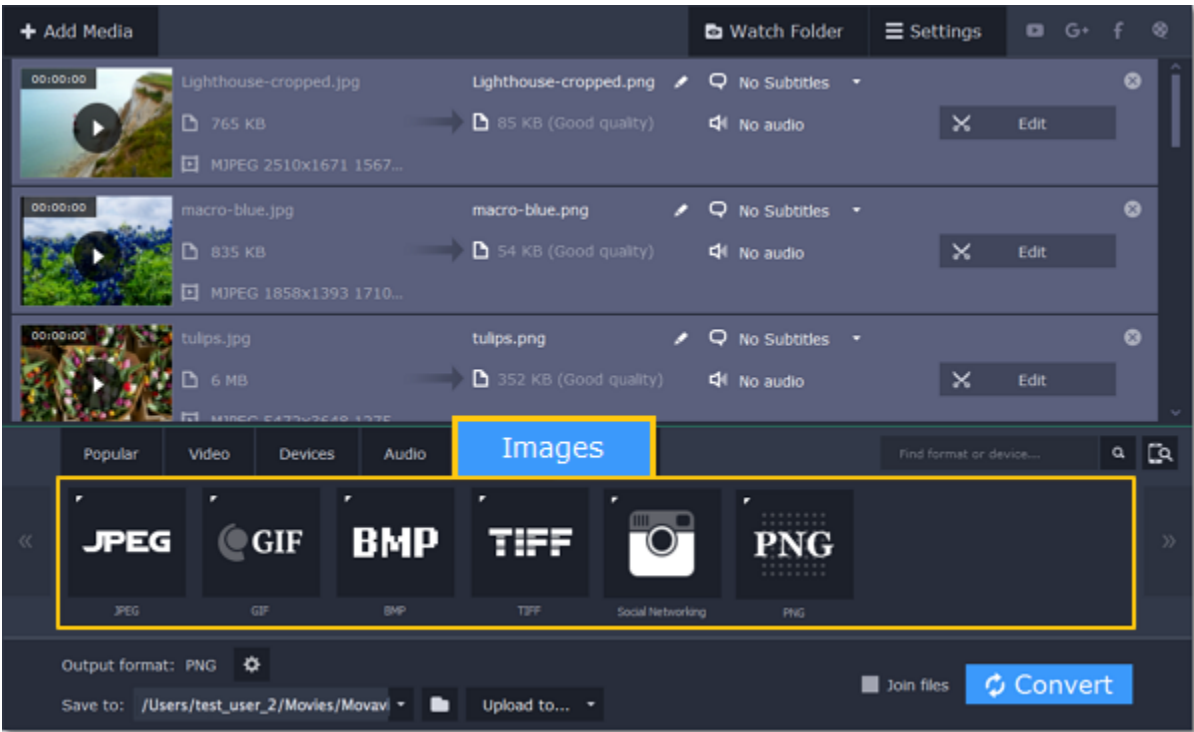 Add Media
Watch Folder
Settings
G+
00:00:00
Lighthouse-cropped.jpg
Lighthouse-cropped.png
No Subtitles
765 KB
85 KB (Good quality)
No audio
Edit
MJPEG 2510x1671 1567...
00:00:00
macro-blue.jpg
macro-blue.png
No Subtitles
835 KB
54 KB (Good quality)
No audio
Edit
MJPEG 1858x1393 1710...
00:00:00
tulips.jpg
tulips.png
No Subtitles
6 MB
352 KB (Good quality)
No audio
Edit
MJPEG 5472x3648 1275...
Popular
Video
Devices
Audio
Images
Find format or device....
JPEG
GIF
BMP
TIFF
PNG
JPEG
GIF
BMP
TIFF
Social Networking
PNG
Output format: PNG
Join files
Convert
Save to: /Users/test_user_2/Movies/Movavi
Upload to...